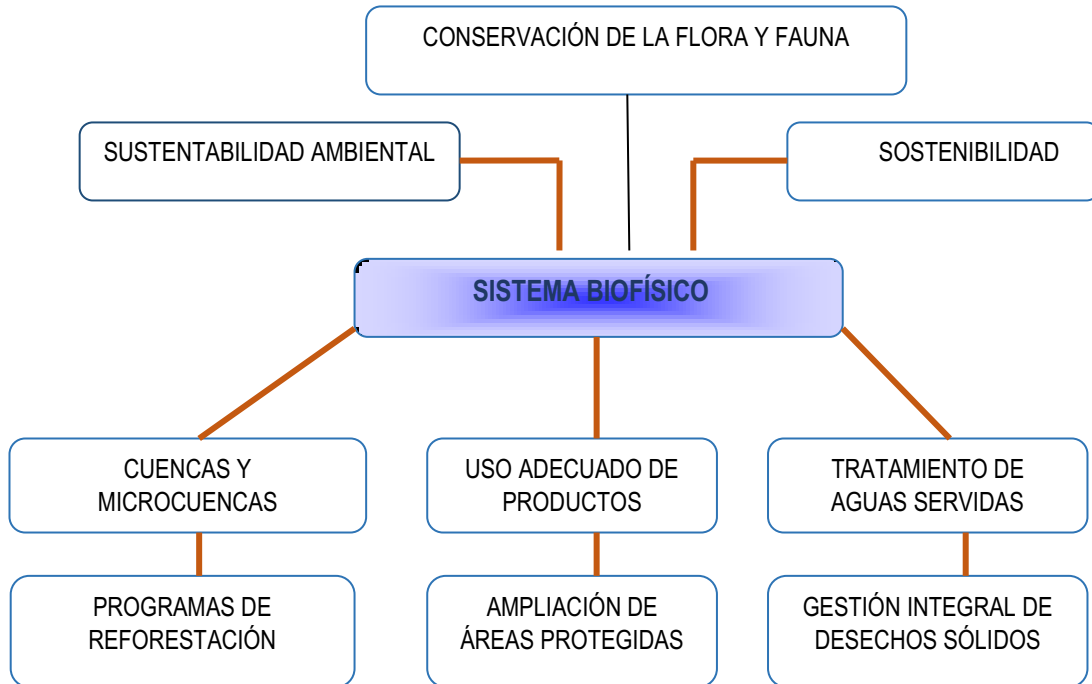 CONSERVACIÓN DE LA FLORA Y FAUNA
SUSTENTABILIDAD AMBIENTAL
SOSTENIBILIDAD
SISTEMA BIOFÍSICO
CUENCAS Y
MICROCUENCAS
USO ADECUADO DE
PRODUCTOS
TRATAMIENTO DE
AGUAS SERVIDAS
PROGRAMAS DE
REFORESTACIÓN
AMPLIACIÓN DE
ÁREAS PROTEGIDAS
GESTIÓN INTEGRAL DE
DESECHOS SÓLIDOS